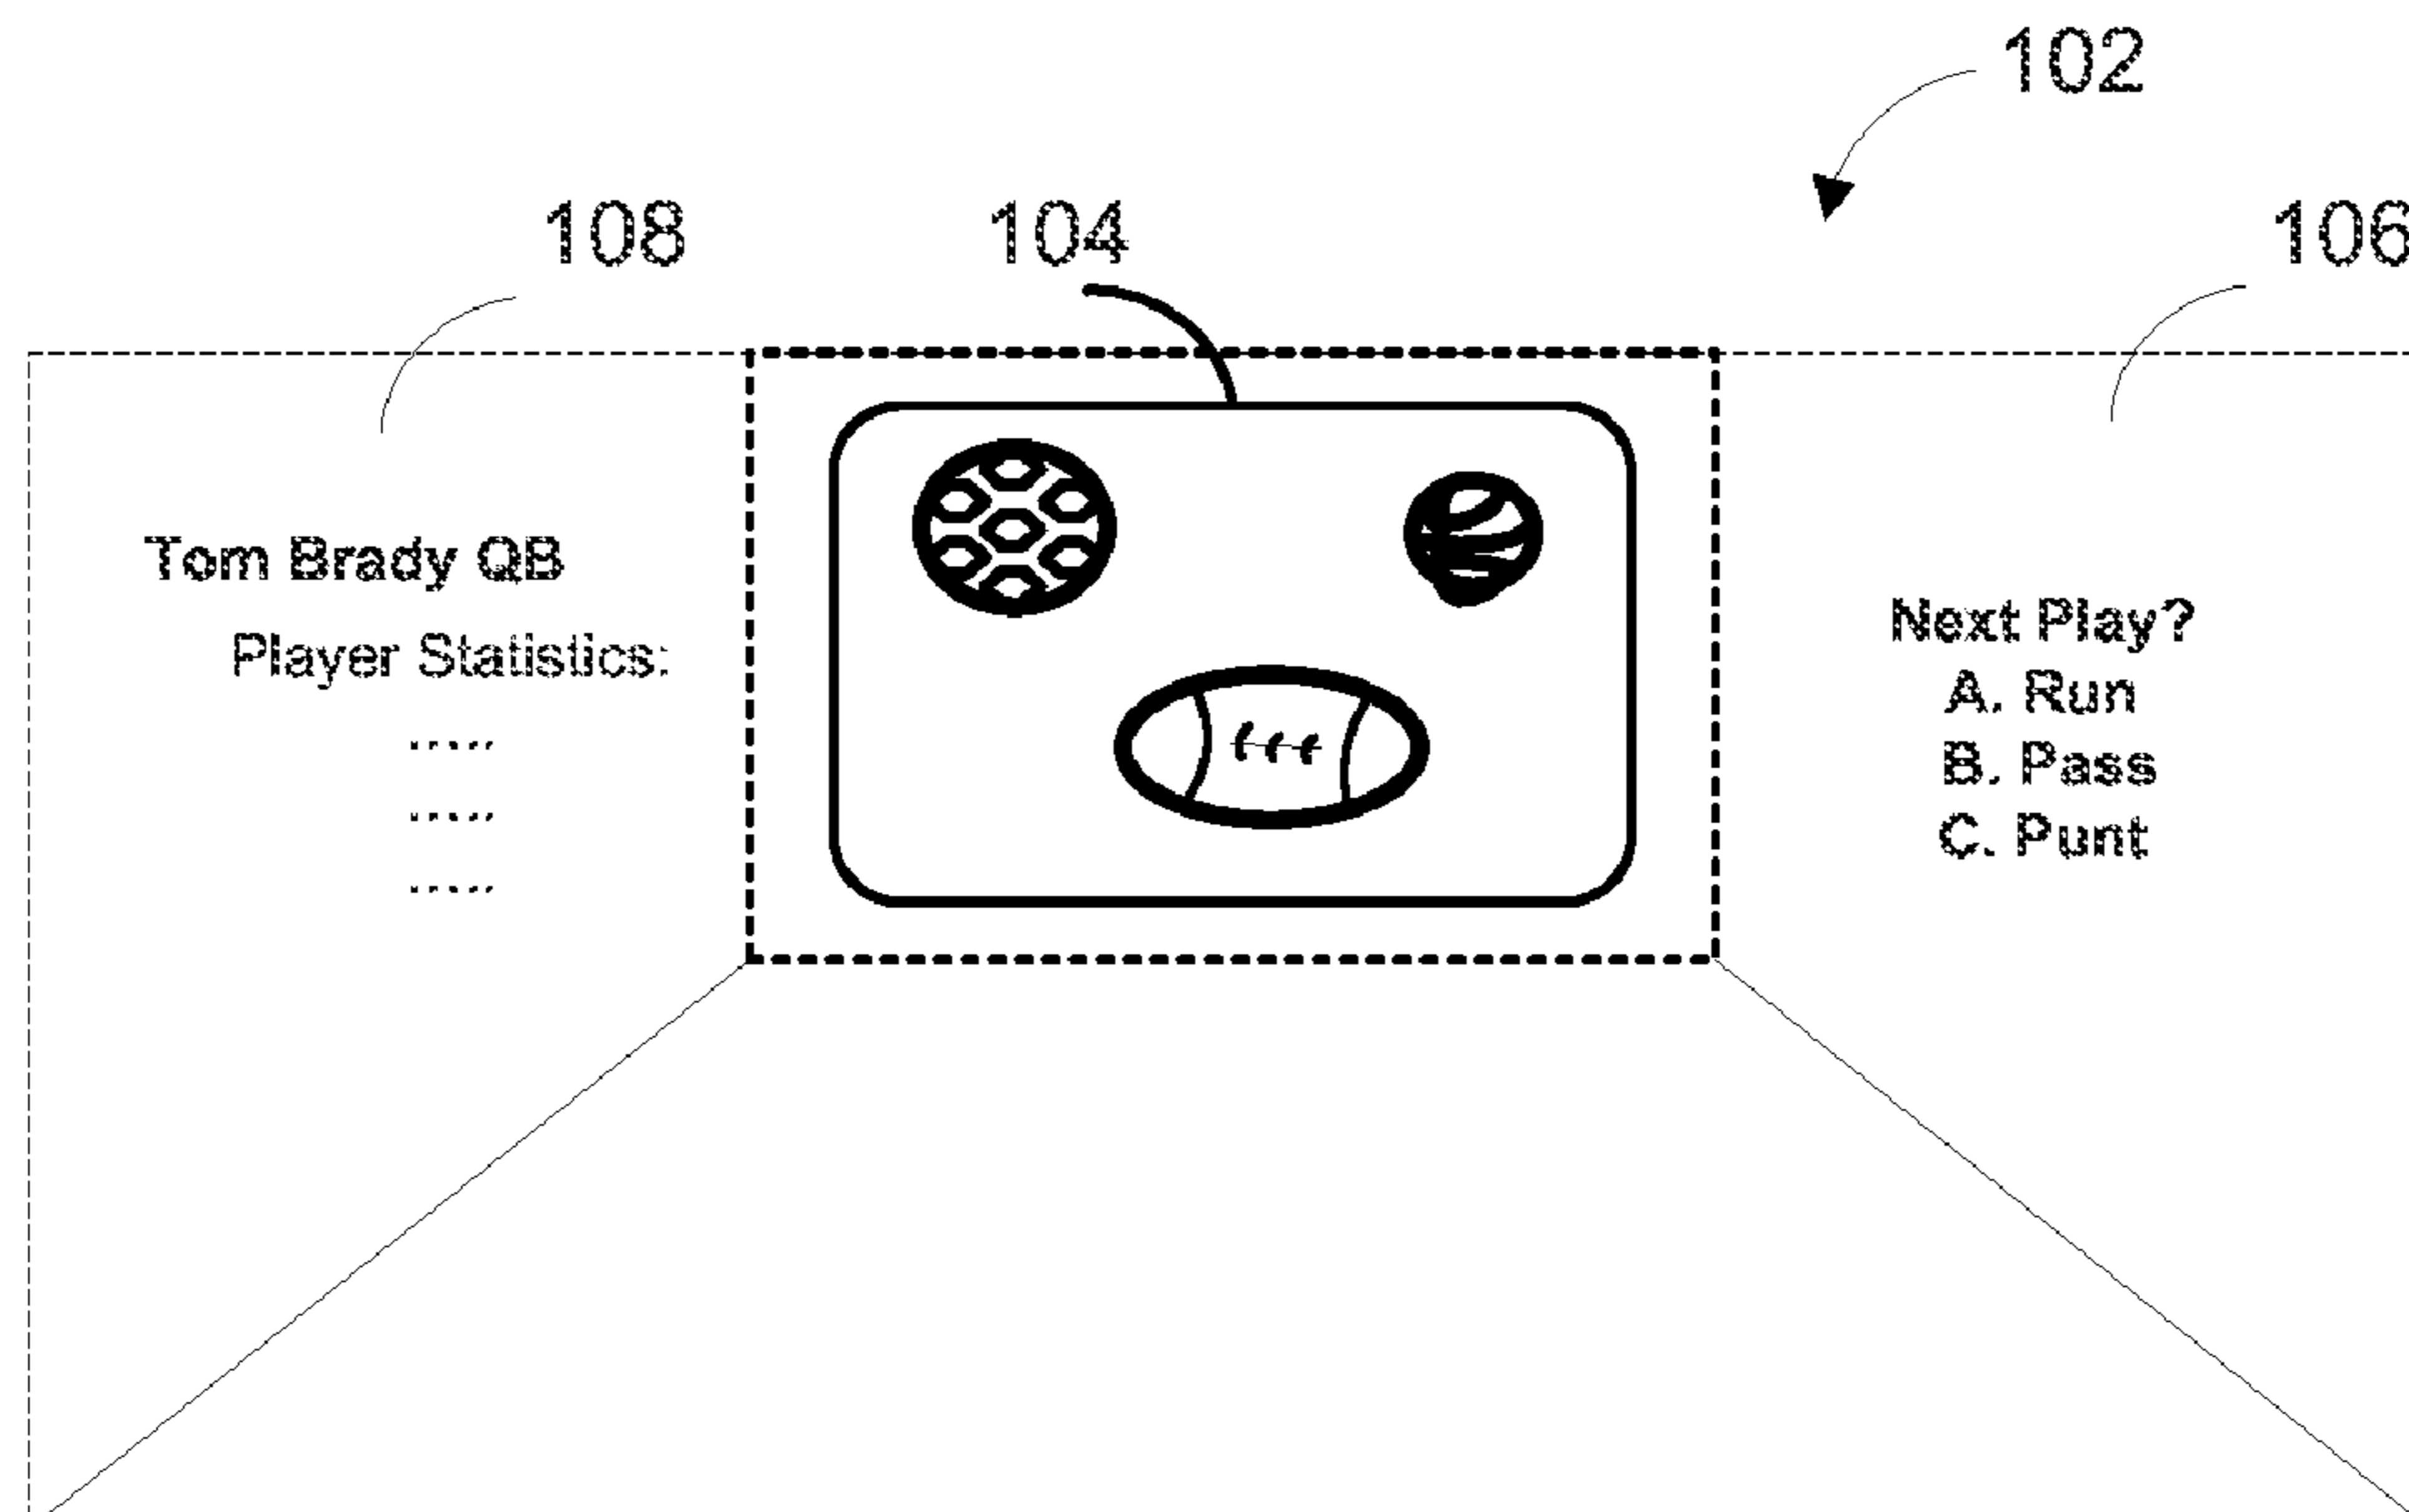 102
108
104
106
Tom Brady QB
Player Statistics:
.....
.....
.....
Next Play?
A. Run
B. Pass
C. Punt